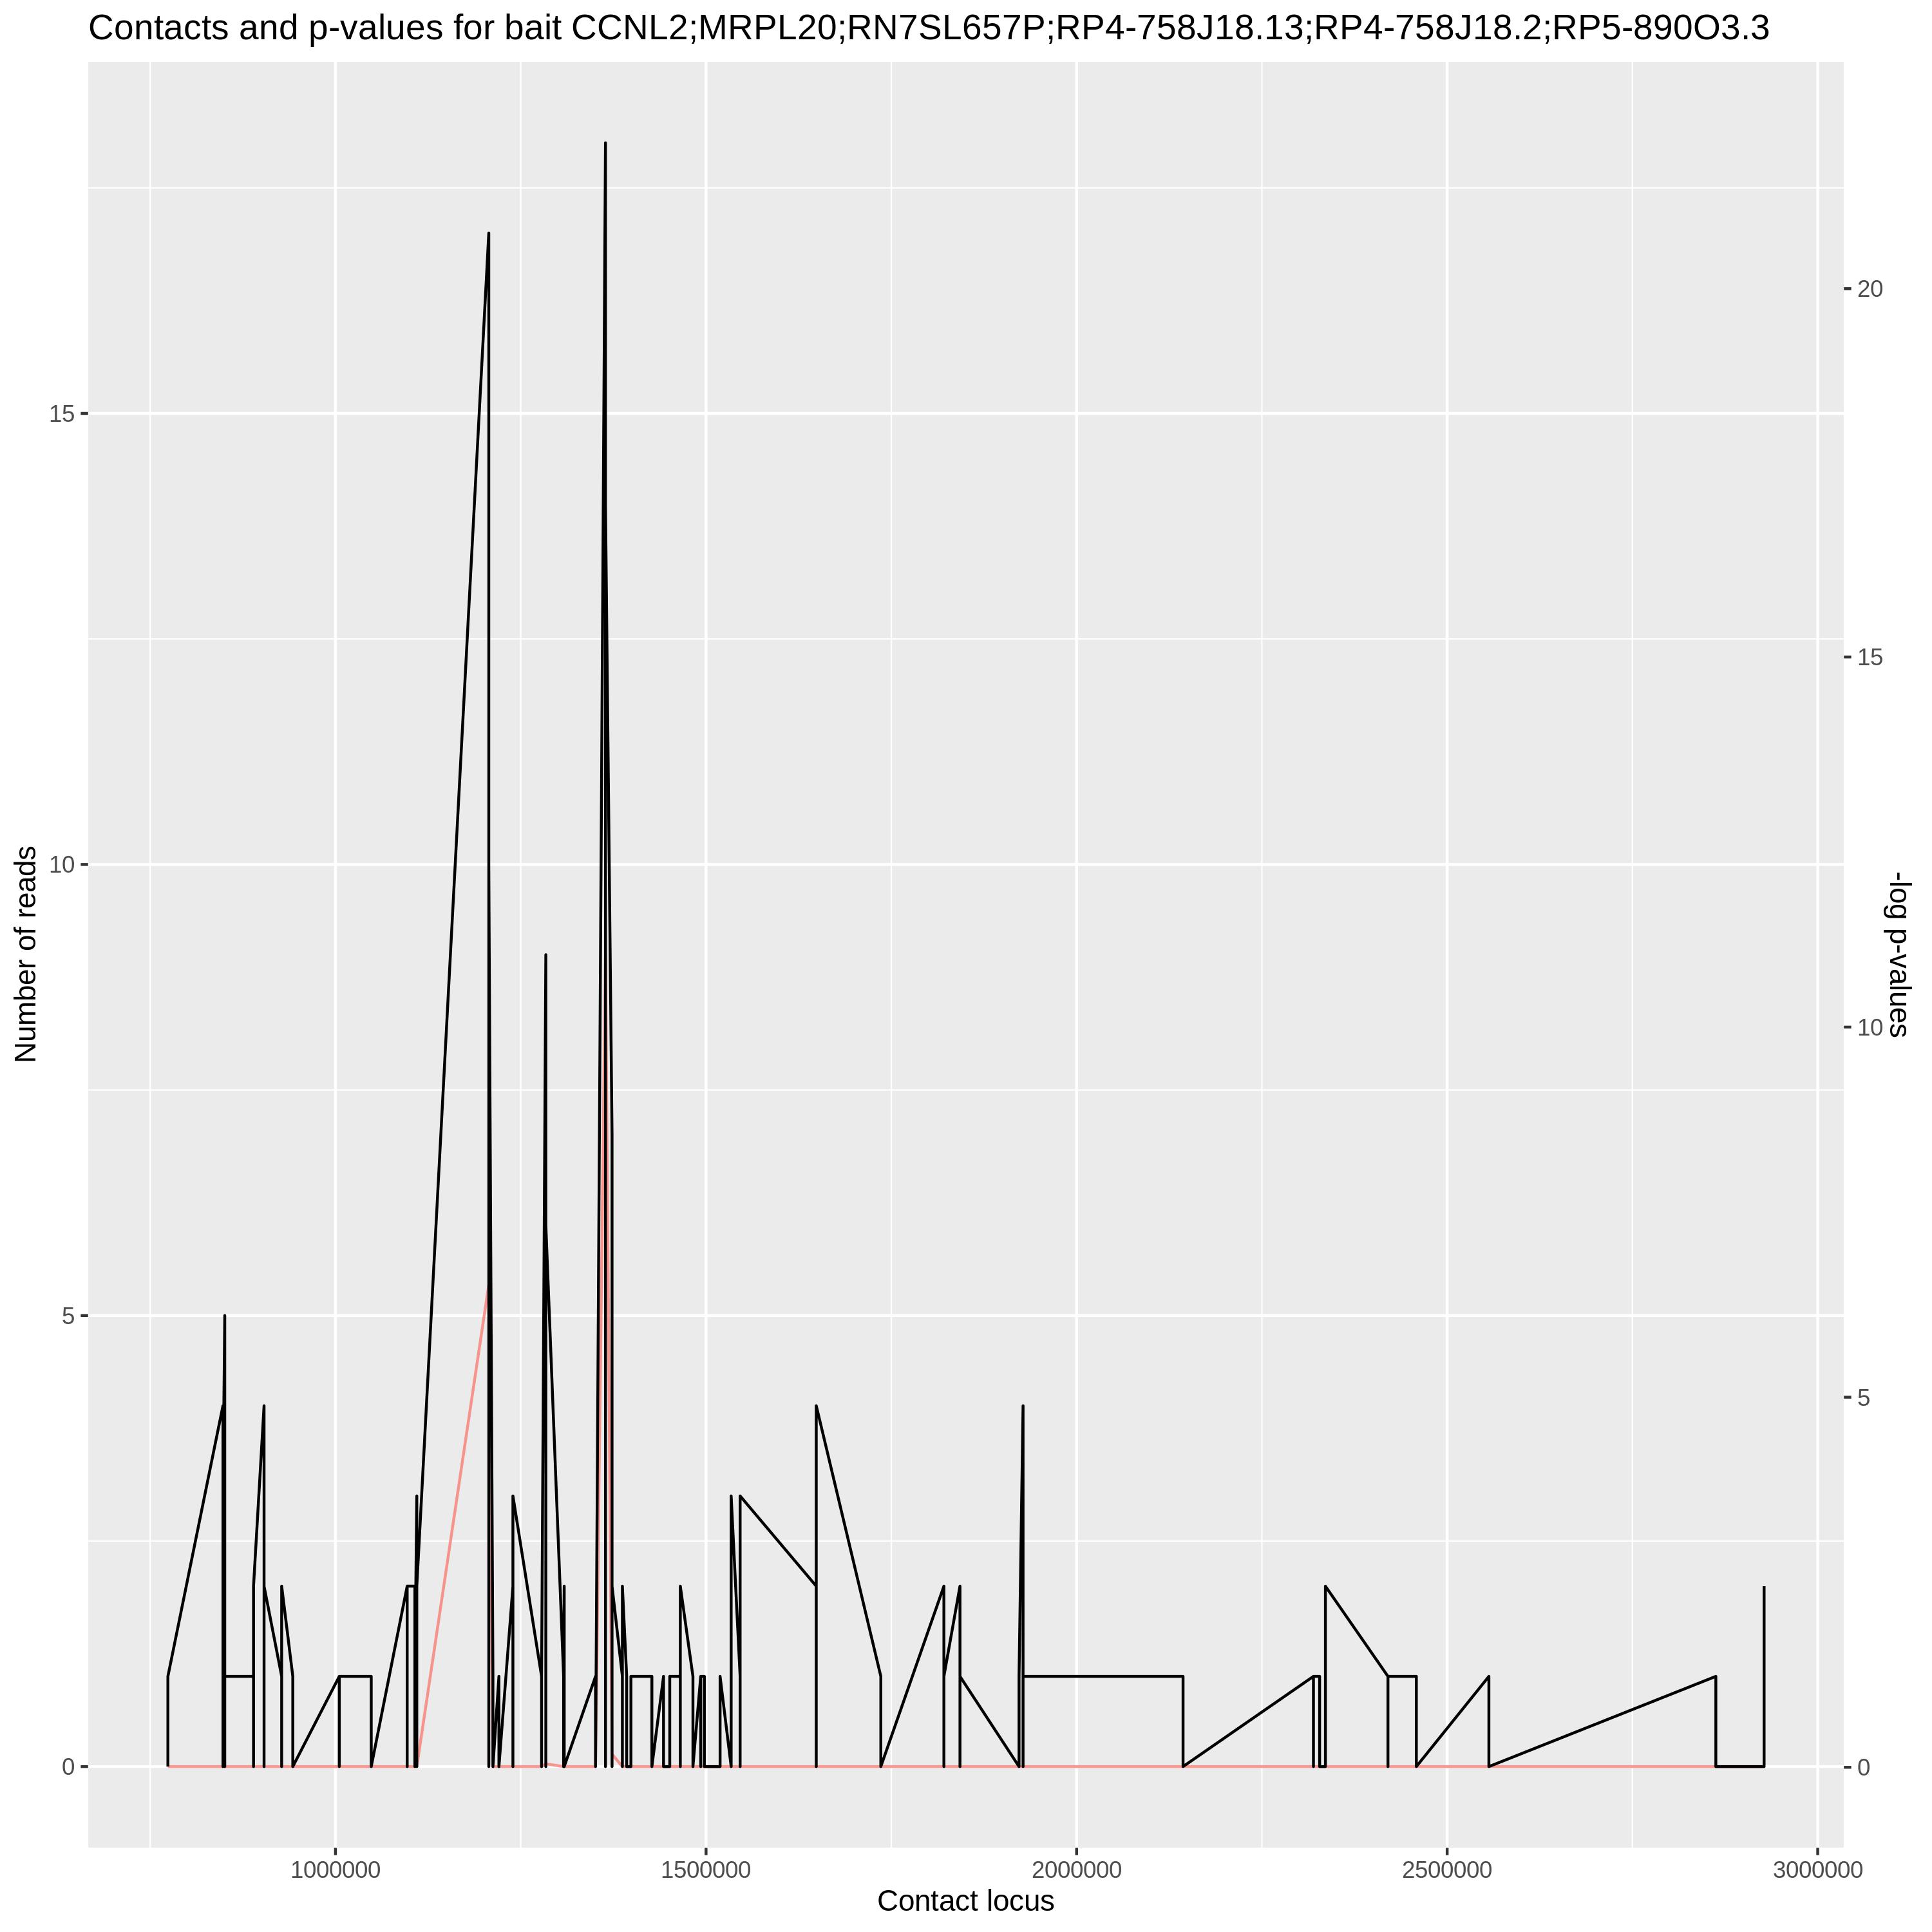 Contacts and p-values for bait CCNL2;MRPL20;RN7SL657P;RP4-758J18.13;RP4-758J18.2;RP5-890O3.3
15
10
5
0
Number of reads
20
15
10
5
0
-log p-values
1000000 1500000 2000000 2500000 3000000
Contact locus